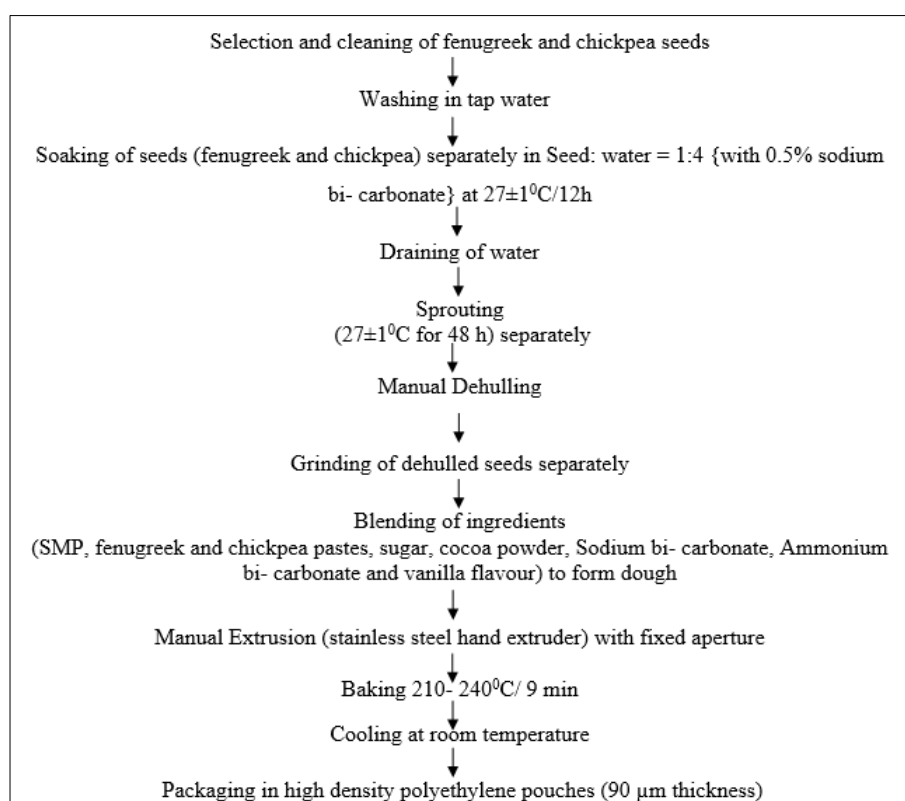 Selection and cleaning of fenugreek and chickpea seeds
Washing in tap water
Soaking of seeds (fenugreek and chickpea) separately in Seed: water = 1:4 {with 0.5% sodium
bi- carbonate} at 27±1⁰C/12h
Draining of water
Sprouting
(27±1⁰C for 48 h) separately
Manual Dehulling
Grinding of dehulled seeds separately
Blending of ingredients
(SMP, fenugreek and chickpea pastes, sugar, cocoa powder, Sodium bi- carbonate, Ammonium
bi- carbonate and vanilla flavour) to form dough
Manual Extrusion (stainless steel hand extruder) with fixed aperture
Baking 210- 240⁰C/ 9 min
Cooling at room temperature
Packaging in high density polyethylene pouches (90 µm thickness)